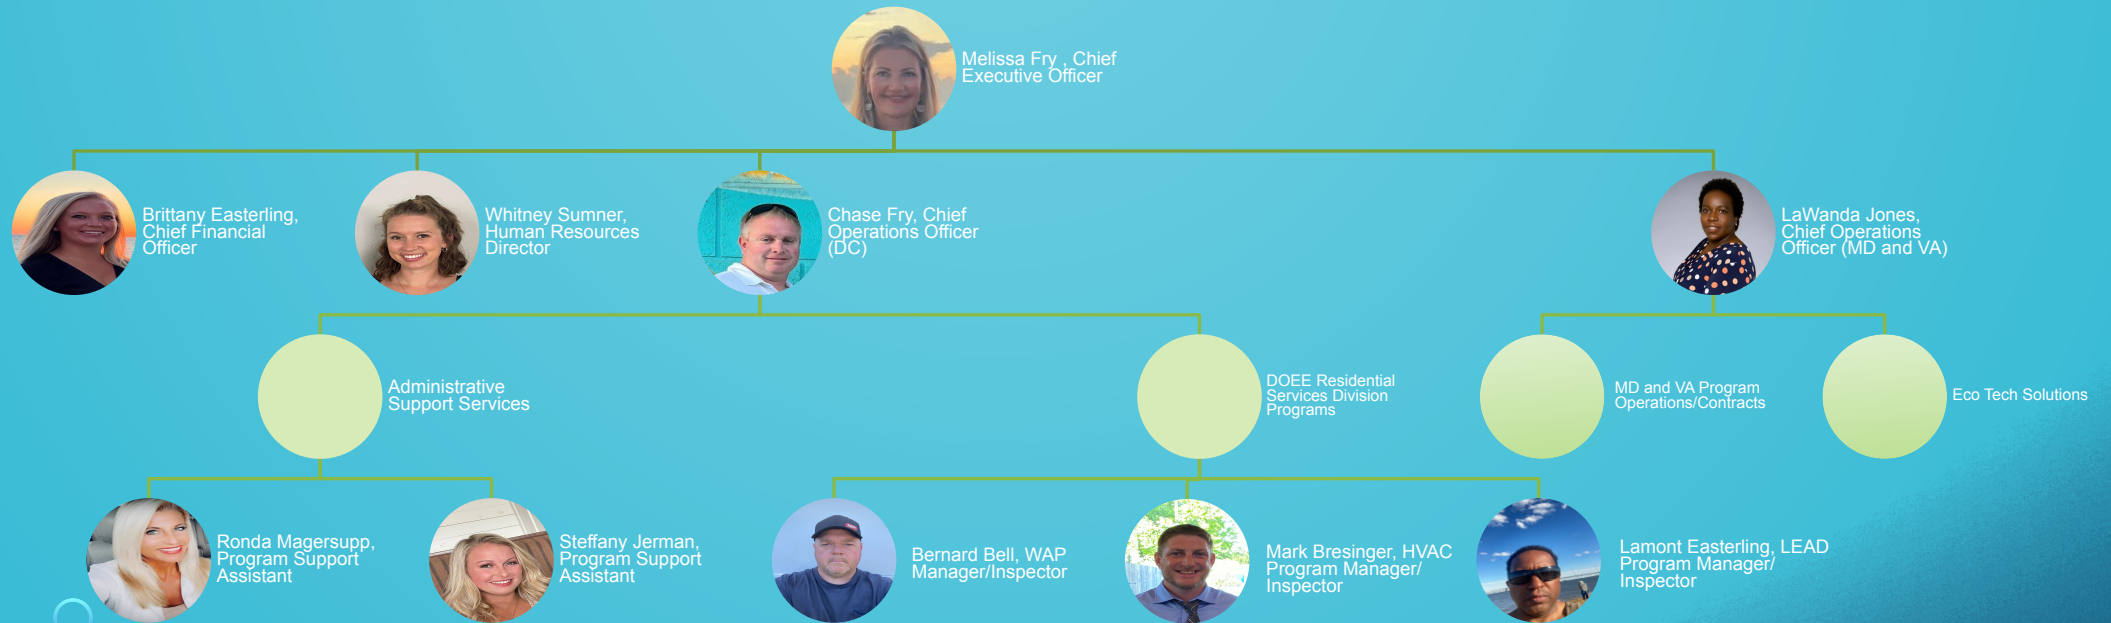 Melissa Fry , Chief
Executive Officer
Brittany Easterling,
Chief Financial
Officer
Whitney Sumner,
Human Resources
Director
Chase Fry, Chief
Operations Officer
(DC)
LaWanda Jones,
Chief Operations
Officer (MD and VA)
Administrative
Support Services
DOEE Residential
Services Division
Programs
MD and VA Program
Operations/Contracts
Eco Tech Solutions
Ronda Magersupp,
Program Support
Assistant
Steffany Jerman,
Program Support
Assistant
Bernard Bell, WAP
Manager/Inspector
Mark Bresinger, HVAC
Program Manager/
Inspector
Lamont Easterling, LEAD
Program Manager/
Inspector